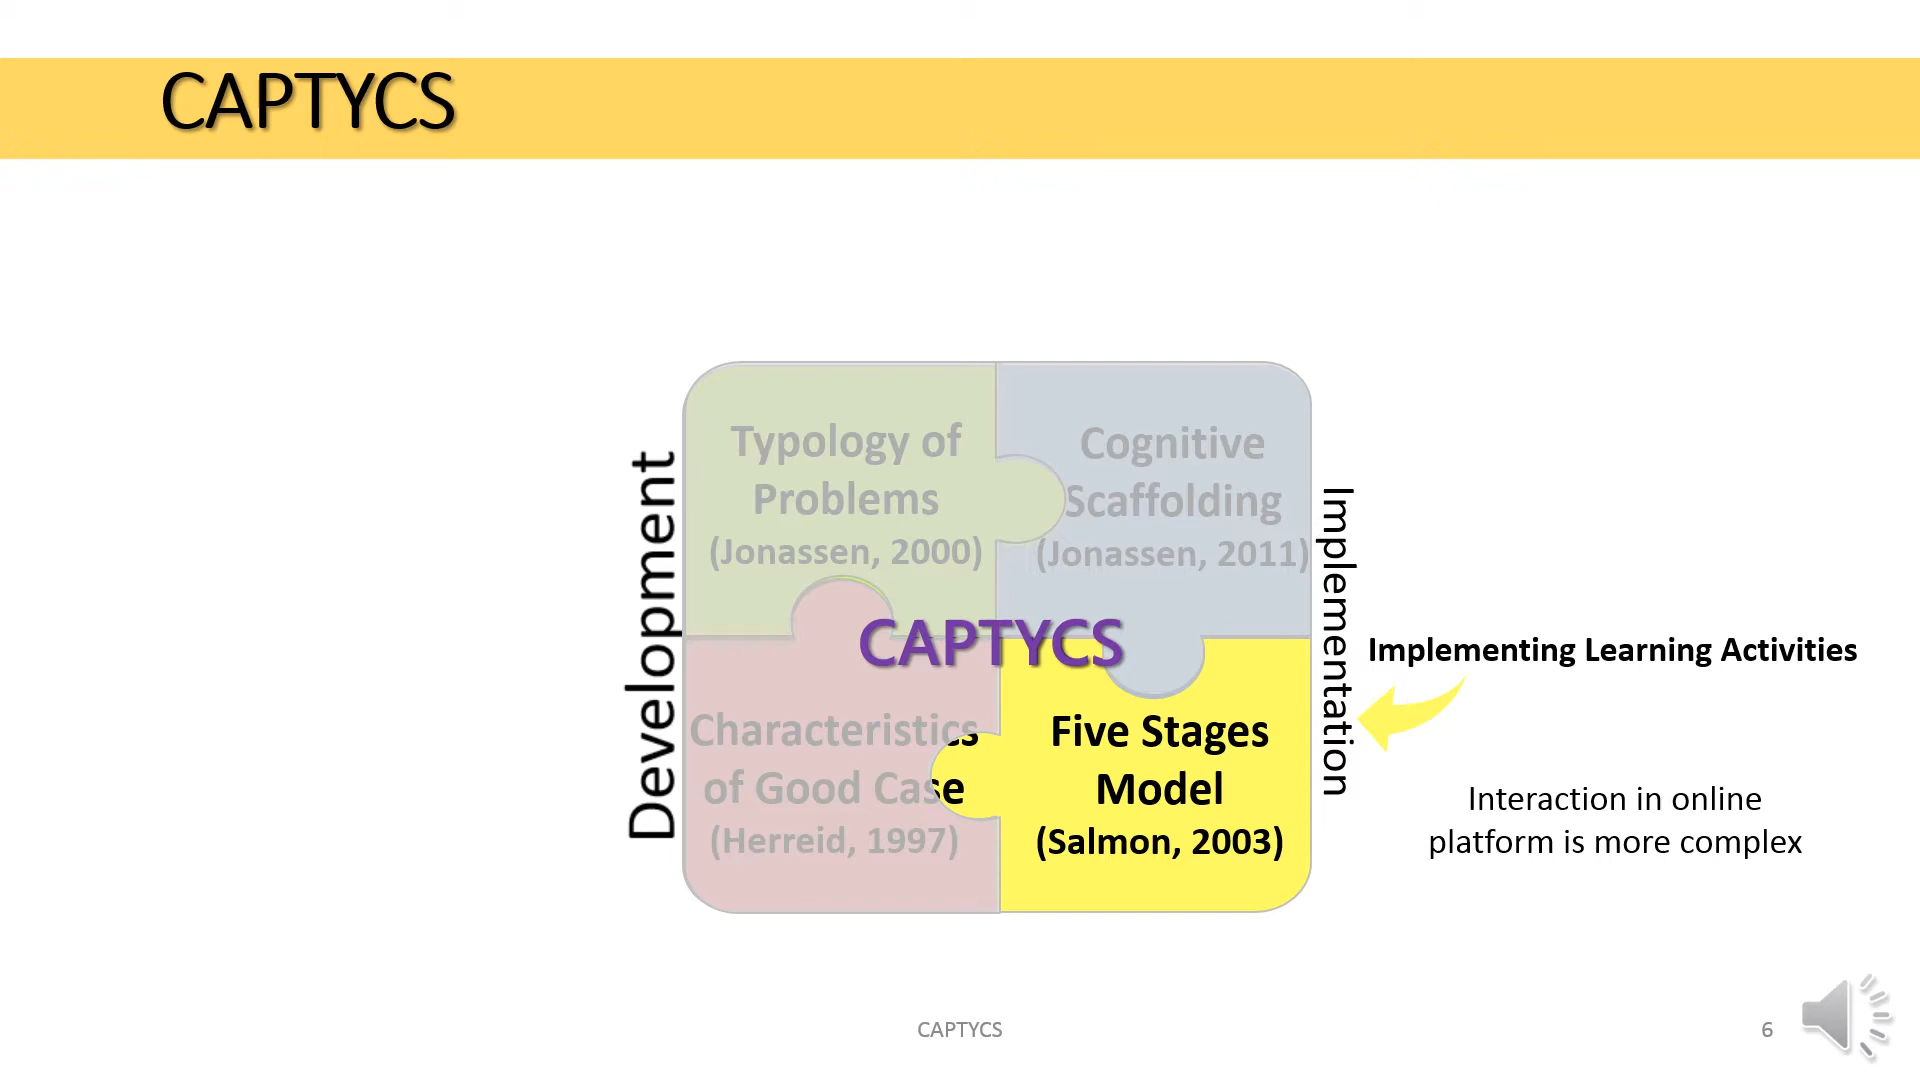 CAPTYCS
Development
Typology of
Problems
(Jonassen, 2000)
Cognitive
Scaffolding
(Jonassen, 2011)
CAPTYCS
Characteristics
of Good Case
(Herreid, 1997)
Five Stages
Model
(Salmon, 2003)
Implementation
Implementing Learning Activities
Interaction in online
platform is more complex
CAPTYCS
6